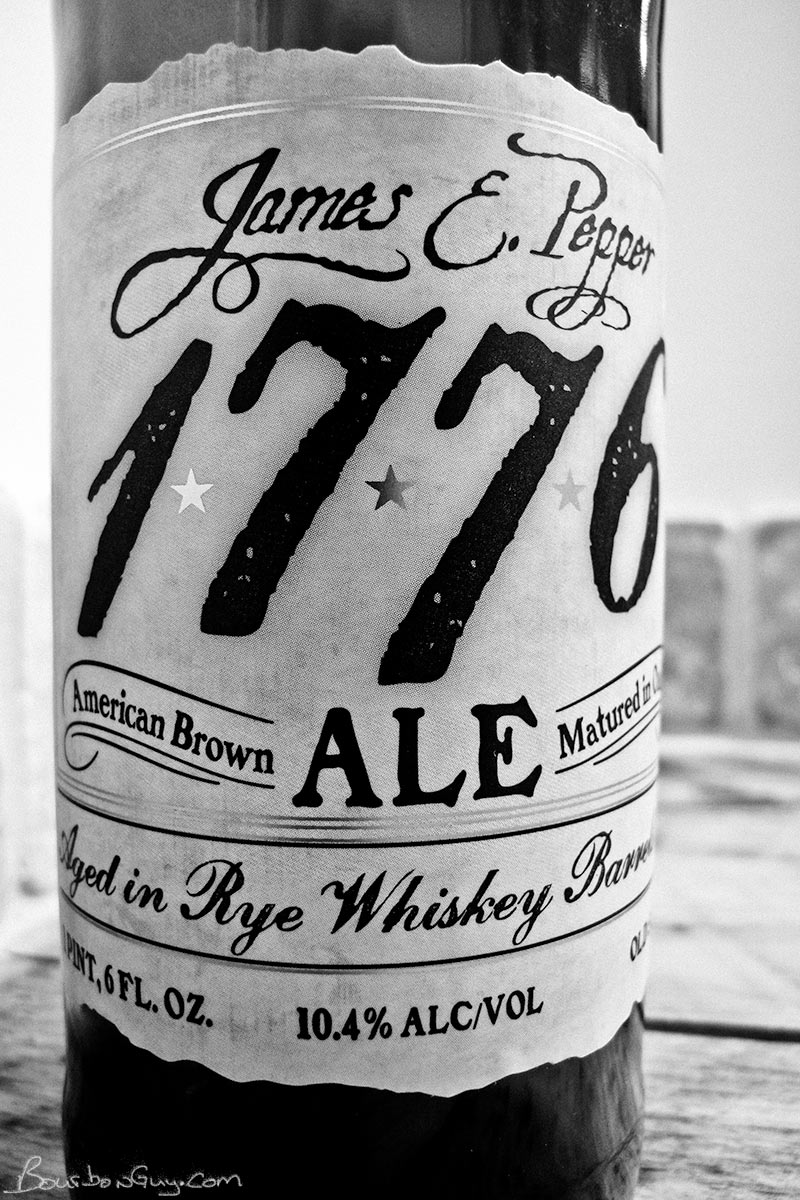 James E. Pepper
1776
American Brown ALE Matured in
Aged in Rye Whiskey
1 PINT, 6 FL. OZ. 10.4% ALC/VOL
BourbonGuy.com